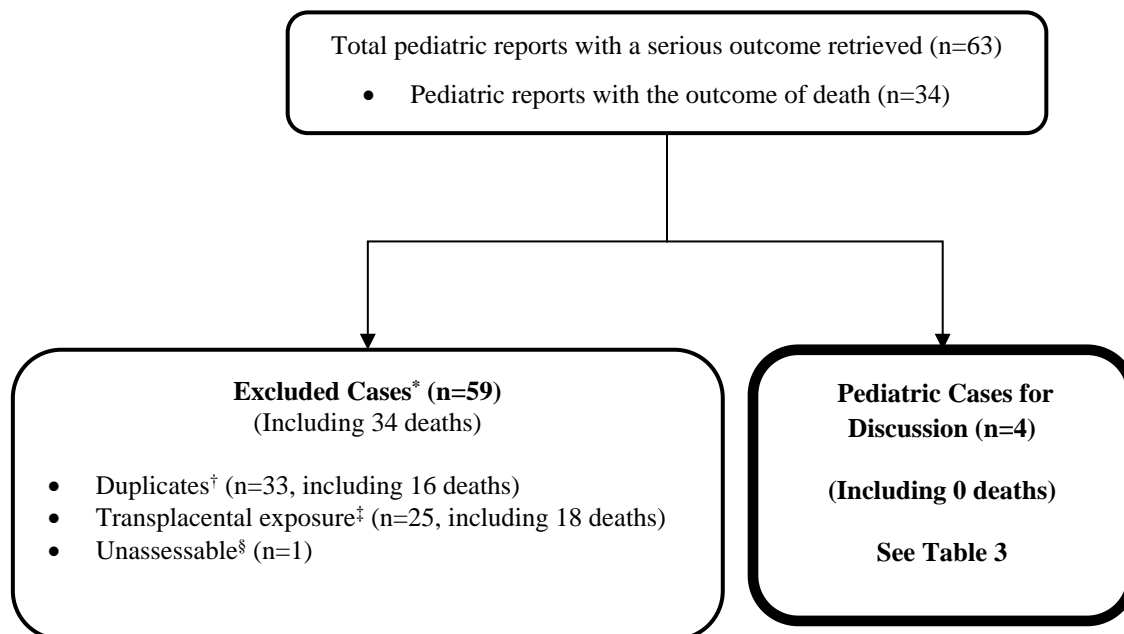 Total pediatric reports with a serious outcome retrieved (n=63)
• Pediatric reports with the outcome of death (n=34)
Excluded Cases* (n=59)
(Including 34 deaths)
• Duplicates† (n=33, including 16 deaths)
• Transplacental exposure‡ (n=25, including 18 deaths)
• Unassessable§ (n=1)
Pediatric Cases for
Discussion (n=4)
(Including 0 deaths)
See Table 3